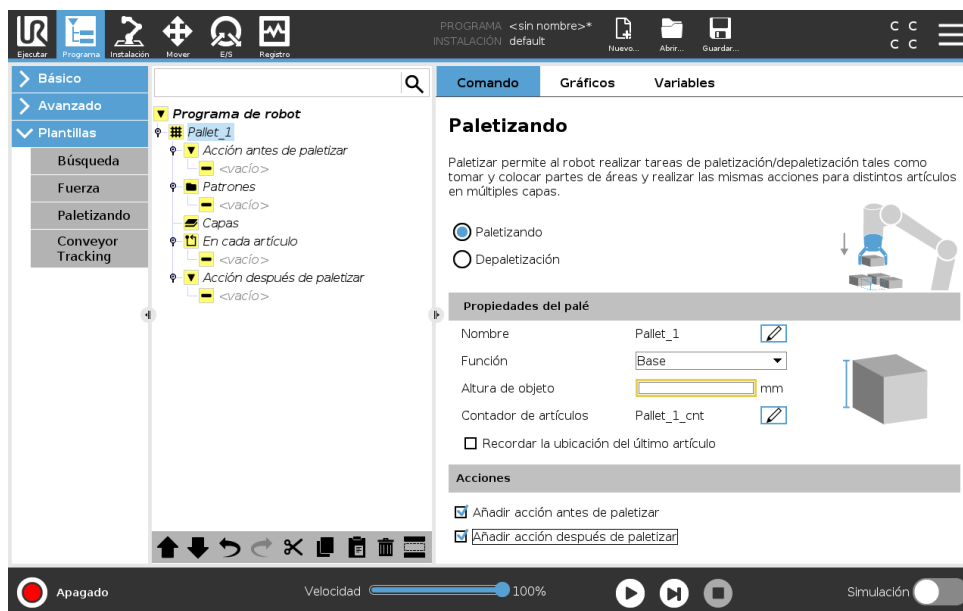 UR
PROGRAMA <sin nombre>*
INSTALACIÓN default
C C
C C
Ejecutar Programa Instalación Mover E/S Registro
Nuevo... Abrir... Guardar...
Básico
Avanzado
Plantillas
Búsqueda
Fuerza
Paletizando
Conveyor
Tracking
Programa de robot
Pallet_1
Acción antes de paletizar
<vacío>
Patrones
<vacío>
Capas
En cada artículo
<vacío>
Acción después de paletizar
<vacío>
Comando Gráficos Variables
Paletizando
Paletizar permite al robot realizar tareas de paletización/depaletización tales como
tomar y colocar partes de áreas y realizar las mismas acciones para distintos artículos
en múltiples capas.
Paletizando
Depaletización
Propiedades del palé
Nombre Pallet_1
Función Base
Altura de objeto mm
Contador de artículos Pallet_1_cnt
Recordar la ubicación del último artículo
Acciones
Añadir acción antes de paletizar
Añadir acción después de paletizar
Apagado
Velocidad 100%
Simulación